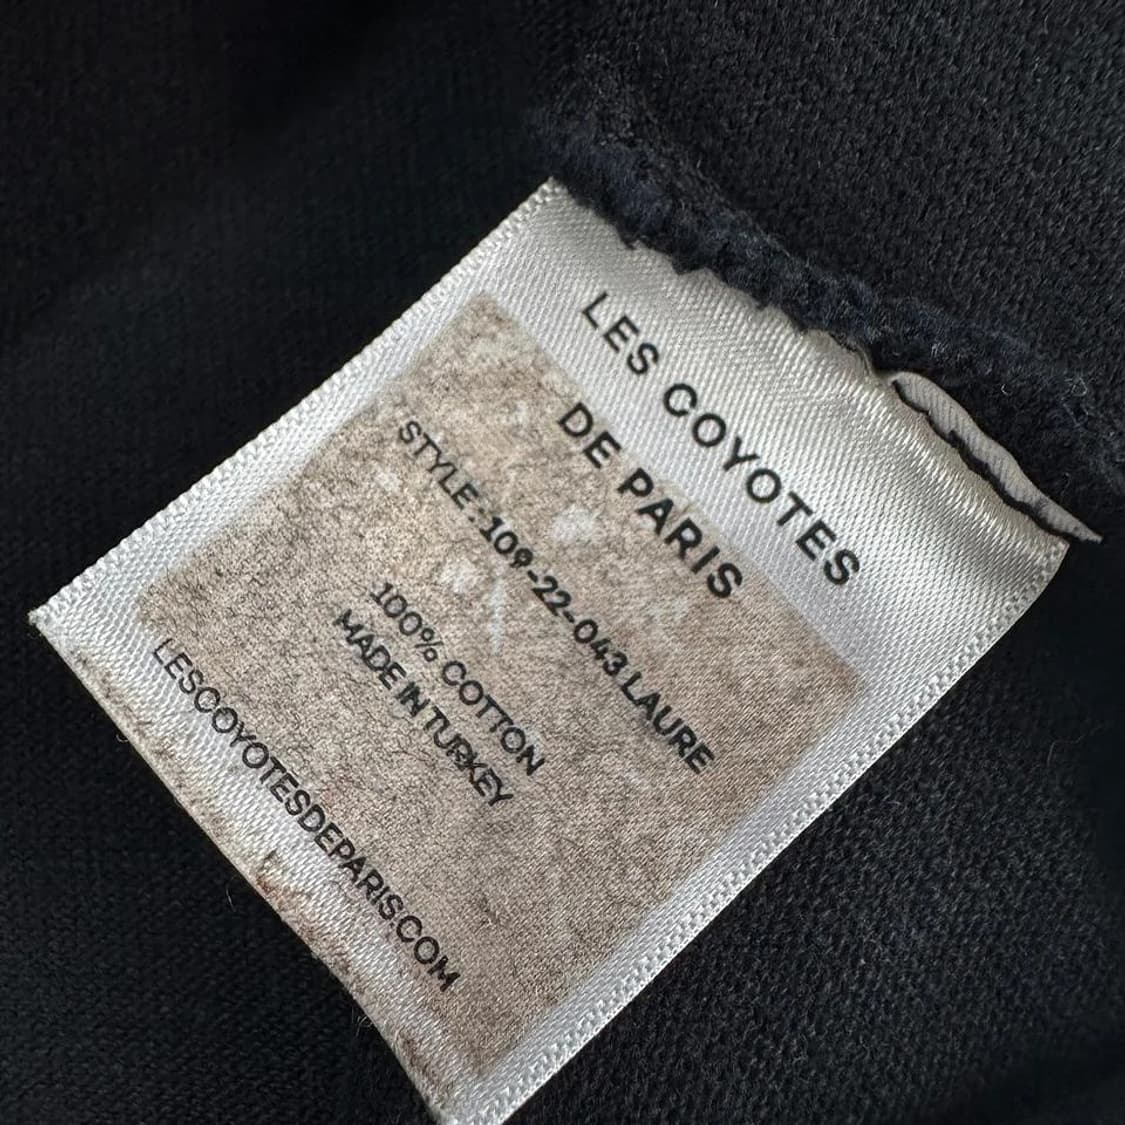 LES COYOTES
DE PARIS
STYLE: 109-22-043 LAURE
100% COTTON
MADE IN TURKEY
LESCOYOTESDEPARIS.COM